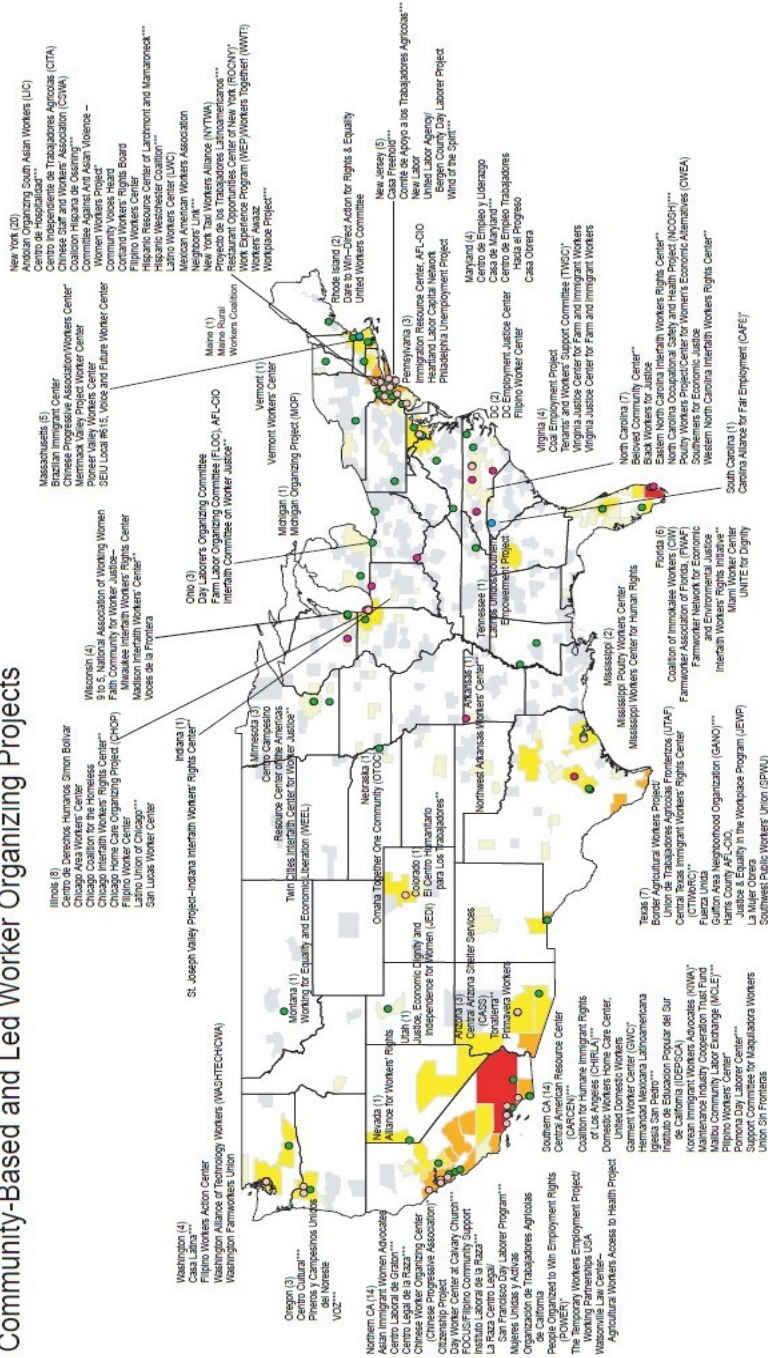 Community-Based and Led Worker Organizing Projects
Washington (4)
Casa Latina***
Filipino Workers Action Center
Washington Alliance of Technology Workers (WASHTECH/CWA)
Washington Farmworkers Union
Oregon (3)
Centro Cultural***
Pineros y Campesinos Unidos
del Noreste
VOZ***
Northern CA (14)
Asian Immigrant Women Advocates
Centro Laboral de Graton***
Centro Legal de la Raza***
Chinese Worker Organizing Center
(Chinese Progressive Association)*
Citizenship Project
Day Worker Center at Calvary Church***
FOCUS/Filipino Community Support
Instituto Laboral de la Raza***
La Raza Centro Legal/
San Francisco Day Laborer Program***
Mujeres Unidas y Activas
Organización de Trabajadores Agrícolas
de California
People Organized to Win Employment Rights
(POWER)*
The Temporary Workers Employment Project/
Working Partnerships USA
Watsonville Law Center–
Agricultural Workers Access to Health Project
Nevada (1)
Alliance for Workers' Rights
Southern CA (14)
Central American Resource Center
(CARCEN)***
Coalition for Humane Immigrant Rights
of Los Angeles (CHIRLA)***
Domestic Workers Home Care Center,
United Domestic Workers
Garment Worker Center (GWC)*
Hermandad Mexicana Latinoamericana
Iglesia San Pedro***
Instituto de Educacion Popular del Sur
de California (IDEPSCA)
Korean Immigrant Workers Advocates (KIWA)*
Maintenance Industry Cooperation Trust Fund
Malibu Community Labor Exchange (MCLE)***
Pilipino Workers' Center*
Pomona Day Laborer Center***
Support Committee for Maquiladora Workers
Union Sin Fronteras
Montana (1)
Working for Equality and Economic Liberation (WEEL)
Utah (1)
Justice, Economic Dignity and
Independence for Women (JEDI)
Arizona (3)
Central Arizona Shelter Services
(CASS)
Tonatierra**
Primavera Workers
Colorado (1)
El Centro Humanitario
para Los Trabajadores**
Nebraska (1)
Omaha Together One Community (OTOC)
Minnesota (3)
Centro Campesino
Resource Center of the Americas
Twin Cities Interfaith Center for Worker Justice**
Illinois (8)
Centro de Derechos Humanos Simon Bolivar
Chicago Area Workers' Center
Chicago Coalition for the Homeless
Chicago Interfaith Workers' Rights Center**
Chicago Home Care Organizing Project (CHOP)
Filipino Worker Center
Latino Union of Chicago***
San Lucas Worker Center
Indiana (1)
St. Joseph Valley Project–Indiana Interfaith Workers' Rights Center**
Wisconsin (4)
9 to 5, National Association of Working Women
Faith Community for Worker Justice–
Milwaukee Interfaith Workers' Rights Center
Madison Interfaith Workers' Center**
Voces de la Frontera
Ohio (3)
Day Laborer's Organizing Committee
Farm Labor Organizing Committee (FLOC), AFL-CIO
Interfaith Committee on Worker Justice**
Michigan (1)
Michigan Organizing Project (MOP)
Arkansas (1)
Northwest Arkansas Workers' Center**
Tennessee (1)
Latinos Unidos/Southern
Empowerment Project
Texas (7)
Border Agricultural Workers Project/
Union de Trabajadores Agricolas Fronterizos (UTAF)
Central Texas Immigrant Workers' Rights Center
(CTIWoRC)**
Fuerza Unida
Gulfton Area Neighborhood Organization (GANO)***
Harris County AFL-CIO,
Justice & Equality in the Workplace Program (JEWP)
La Mujer Obrera
Southwest Public Workers' Union (SPWU)
Mississippi (2)
Mississippi Poultry Workers Center
Mississippi Workers Center for Human Rights
Florida (6)
Coalition of Immokalee Workers (CIW)
Farmworker Association of Florida, (FWAF)
Farmworker Network for Economic
and Environmental Justice
Interfaith Workers' Rights Initiative**
Miami Worker Center
UNITE for Dignity
Massachusetts (5)
Brazilian Immigrant Center
Chinese Progressive Association/Workers Center*
Merrimack Valley Project Worker Center
Pioneer Valley Workers Center
SEIU Local #615, Voice and Future Worker Center
Vermont (1)
Vermont Workers' Center
Maine (1)
Maine Rural
Workers Coalition
New York (20)
Andolan Organizing South Asian Workers (LIC)
Centro de Hospitalidad***
Centro Independiente de Trabajadores Agricolas (CITA)
Chinese Staff and Workers' Association (CSWA)
Coalition Hispana de Ossining***
Committee Against Anti Asian Violence –
Women Workers Project*
Community Voices Heard
Cortland Workers' Rights Board
Filipino Workers Center
Hispanic Resource Center of Larchmont and Mamaroneck***
Hispanic Westchester Coalition***
Latino Workers Center (LWC)
Mexican American Workers Association
Neighbors' Link***
New York Taxi Workers Alliance (NYTWA)
Proyecto de los Trabajadores Latinoamericanos***
Restaurant Opportunities Center of New York (ROCNY)*
Work Experience Program (WEP)/Workers Together! (WWT!)
Workers' Awaaz
Workplace Project***
Rhode Island (2)
Dare to Win–Direct Action for Rights & Equality
United Workers Committee
New Jersey (5)
Casa Freehold***
Comité de Apoyo a los Trabajadores Agrícolas***
New Labor
United Labor Agency/
Bergen County Day Laborer Project
Wind of the Spirit***
Pennsylvania (3)
Immigration Resource Center, AFL-CIO
Heartland Labor Capital Network
Philadelphia Unemployment Project
Maryland (4)
Centro de Empleo y Liderazgo
Casa de Maryland***
Centro de Empleo Trabajadores
Hacia el Progreso
Casa Obrera
DC (2)
DC Employment Justice Center
Filipino Worker Center
Virginia (4)
Coal Employment Project
Tenants' and Workers' Support Committee (TWSC)*
Virginia Justice Center for Farm and Immigrant Workers
Virginia Justice Center for Farm and Immigrant Workers
North Carolina (7)
Beloved Community Center**
Black Workers for Justice
Eastern North Carolina Interfaith Workers Rights Center**
North Carolina Occupational Safety and Health Project (NCOSH)***
Poultry Workers Project/Center for Women's Economic Alternatives (CWEA)
Southerners for Economic Justice
Western North Carolina Interfaith Workers Rights Center**
South Carolina (1)
Carolina Alliance for Fair Employment (CAFÉ)*